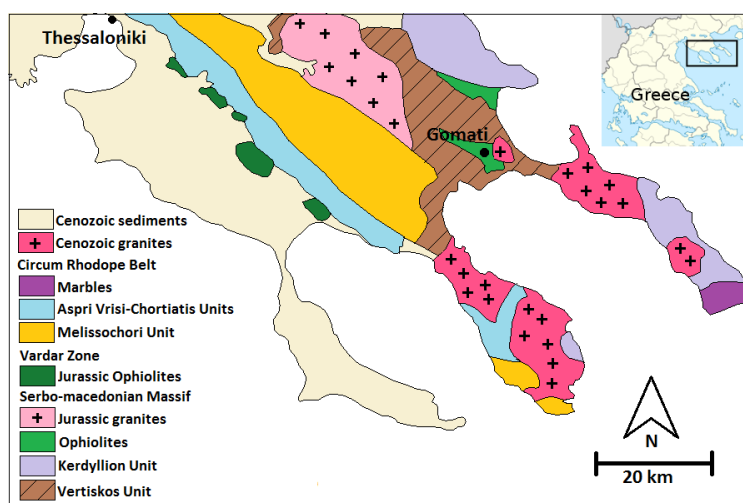 Thessaloniki
Greece
Gomati
Cenozoic sediments
Cenozoic granites
Circum Rhodope Belt
Marbles
Aspri Vrisi-Chortiatis Units
Melissochori Unit
Vardar Zone
Jurassic Ophiolites
Serbo-macedonian Massif
Jurassic granites
Ophiolites
Kerdyllion Unit
Vertiskos Unit
N
20 km